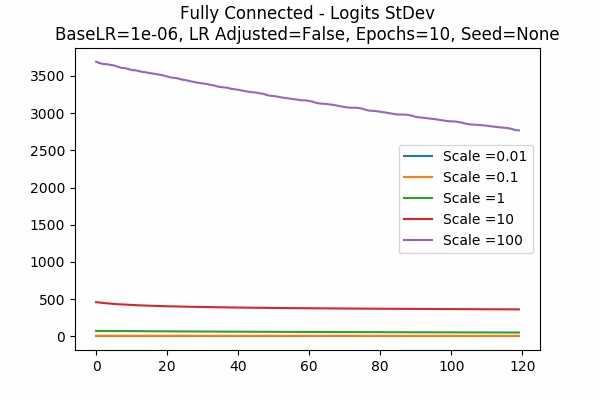 Fully Connected - Logits StDev
BaseLR=1e-06, LR Adjusted=False, Epochs=10, Seed=None
3500
3000
2500
2000
1500
1000
500
0
Scale =0.01
Scale =0.1
Scale =1
Scale =10
Scale =100
0 20 40 60 80 100 120